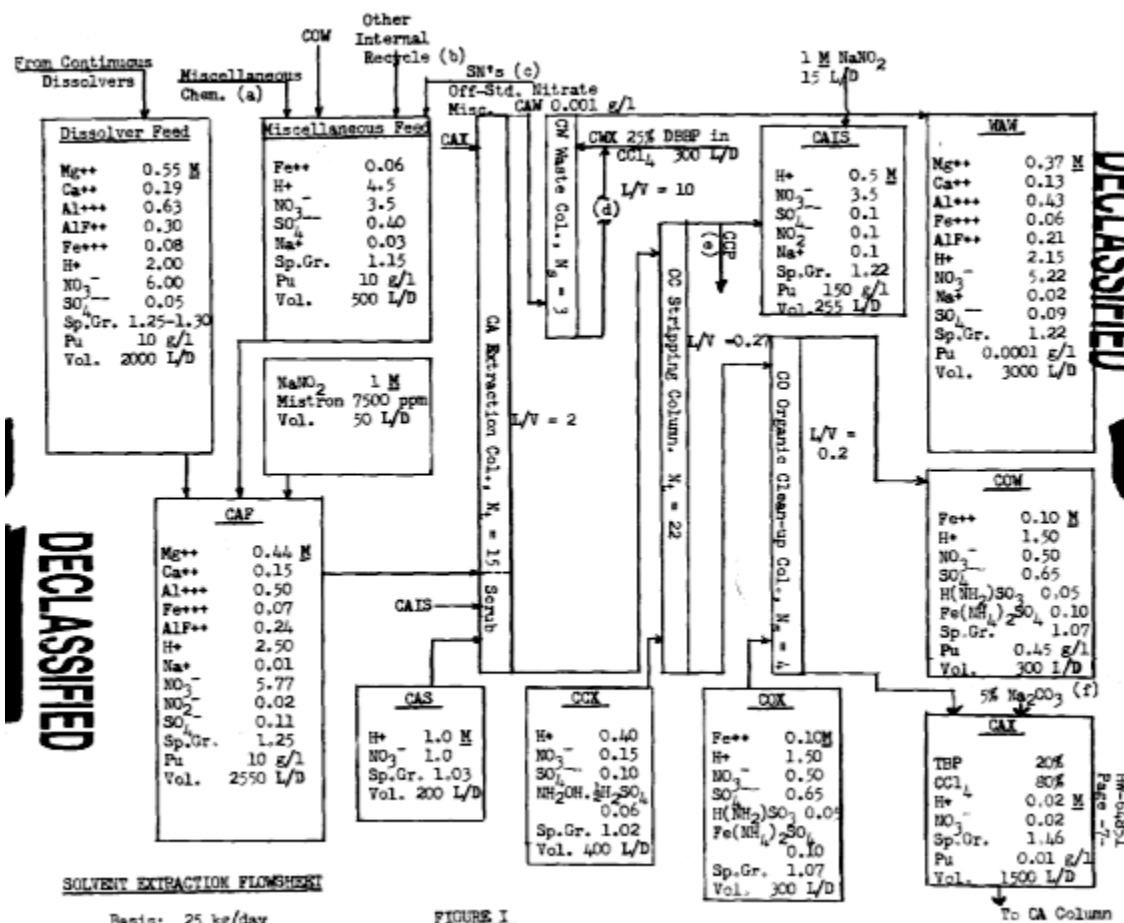 From Continuous
Dissolvers
Miscellaneous
Chem. (a)
COW
Other
Internal
Recycle (b)
SN's (c)
Off-Std. Nitrate
Misc.
CAW 0.001 g/l
1 M NaNO2
15 L/D
Dissolver Feed
Mg++ 0.55 M
Ca++ 0.19
Al+++ 0.63
AlF++ 0.30
Fe+++ 0.08
H+ 2.00
NO3- 6.00
SO4-- 0.05
Sp.Gr. 1.25-1.30
Pu 10 g/l
Vol. 2000 L/D
Miscellaneous Feed
Fe++ 0.06
H+ 4.5
NO3- 3.5
SO4-- 0.40
Na+ 0.03
Sp.Gr. 1.15
Pu 10 g/l
Vol. 500 L/D
NaNO2 1 M
Mistron 7500 ppm
Vol. 50 L/D
CAX
CA Extraction Col., Nt = 15
Scrub
L/V = 2
CW Waste Col., Ns = 3
CWX 25% DBBP in
CCl4 300 L/D
L/V = 10
(d)
CC Stripping Column. Nt = 22
CCP
(e)
L/V =0.27
CO Organic Clean-up Col., Ns = 4
L/V =
0.2
CAIS
H+ 0.5 M
NO3- 3.5
SO4-- 0.1
NO2- 0.1
Na+ 0.1
Sp.Gr. 1.22
Pu 150 g/l
Vol. 255 L/D
WAW
Mg++ 0.37 M
Ca++ 0.13
Al+++ 0.43
Fe+++ 0.06
AlF++ 0.21
H+ 2.15
NO3- 5.22
Na+ 0.02
SO4-- 0.09
Sp.Gr. 1.22
Pu 0.0001 g/l
Vol. 3000 L/D
DECLASSIFIED
DECLASSIFIED
CAF
Mg++ 0.44 M
Ca++ 0.15
Al+++ 0.50
Fe+++ 0.07
AlF++ 0.24
H+ 2.50
Na+ 0.01
NO3- 5.77
NO2- 0.02
SO4- 0.11
Sp.Gr. 1.25
Pu 10 g/l
Vol. 2550 L/D
CAIS
CAS
H+ 1.0 M
NO3- 1.0
Sp.Gr. 1.03
Vol. 200 L/D
CCX
H+ 0.40
NO3- 0.15
SO4-- 0.10
NH2OH.½H2SO4
0.06
Sp.Gr. 1.02
Vol. 400 L/D
COX
Fe++ 0.10M
H+ 1.50
NO3- 0.50
SO4-- 0.65
H(NH2)SO3 0.05
Fe(NH4)2SO4
0.10
Sp.Gr. 1.07
Vol. 300 L/D
COW
Fe++ 0.10 M
H+ 1.50
NO3- 0.50
SO4-- 0.65
H(NH2)SO3 0.05
Fe(NH4)2SO4 0.10
Sp.Gr. 1.07
Pu 0.45 g/l
Vol. 300 L/D
5% Na2CO3 (f)
CAX
TBP 20%
CCl4 80%
H+ 0.02 M
NO3- 0.02
Sp.Gr. 1.46
Pu 0.01 g/l
Vol. 1500 L/D
To CA Column
Page -7-
SOLVENT EXTRACTION FLOWSHEET
Basis: 25 kg/day
FIGURE I